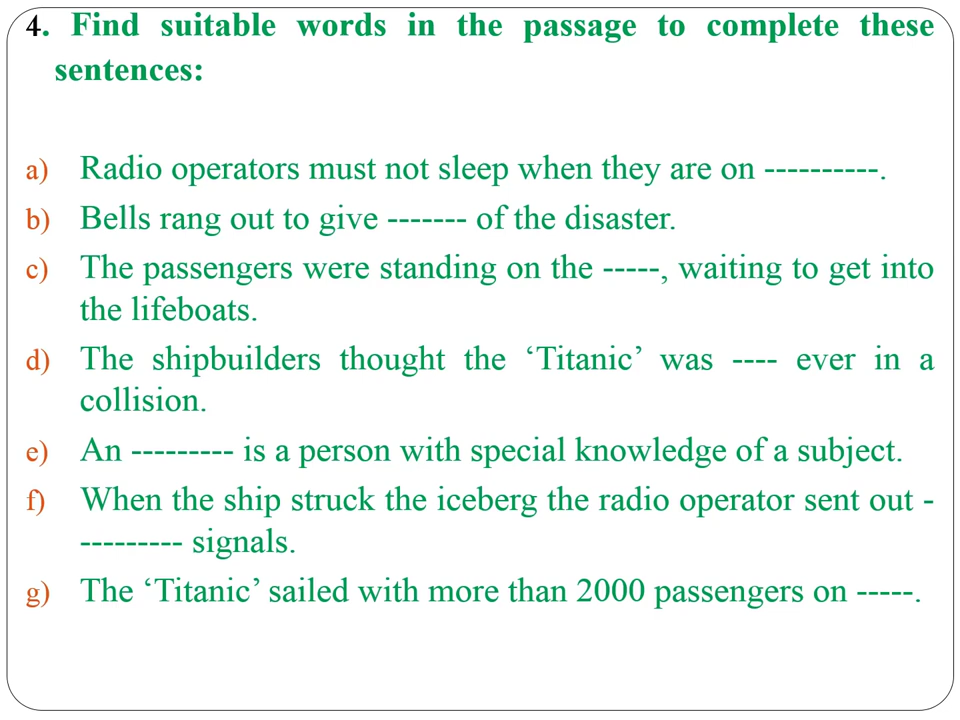 4. Find suitable words in the passage to complete these
sentences:
a) Radio operators must not sleep when they are on ----------.
b) Bells rang out to give ------- of the disaster.
c) The passengers were standing on the -----, waiting to get into
the lifeboats.
d) The shipbuilders thought the ‘Titanic’ was ---- ever in a
collision.
e) An --------- is a person with special knowledge of a subject.
f) When the ship struck the iceberg the radio operator sent out -
--------- signals.
g) The ‘Titanic’ sailed with more than 2000 passengers on -----.